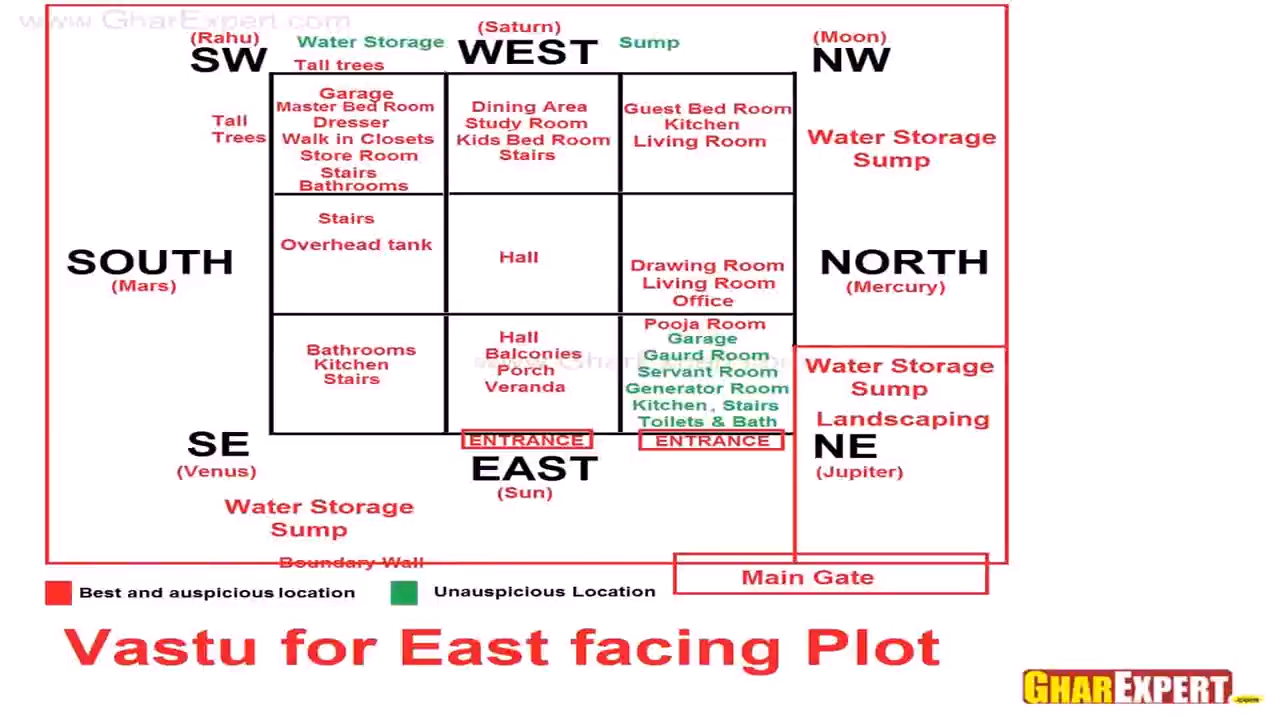 www.GharExpert.com
(Rahu)
SW
Water Storage
(Saturn)
WEST
Sump
(Moon)
NW
Tall trees
Tall
Trees
Garage
Master Bed Room
Dresser
Walk in Closets
Store Room
Stairs
Bathrooms
Dining Area
Study Room
Kids Bed Room
Stairs
Guest Bed Room
Kitchen
Living Room
Water Storage
Sump
SOUTH
(Mars)
Stairs
Overhead tank
Hall
Drawing Room
Living Room
Office
NORTH
(Mercury)
Bathrooms
Kitchen
Stairs
Hall
Balconies
Porch
Veranda
Pooja Room
Garage
Gaurd Room
Servant Room
Generator Room
Kitchen , Stairs
Toilets & Bath
Water Storage
Sump
Landscaping
SE
(Venus)
ENTRANCE
ENTRANCE
EAST
(Sun)
NE
(Jupiter)
Water Storage
Sump
Boundary Wall
Main Gate
Best and auspicious location
Unauspicious Location
Vastu for East facing Plot
GHAREXPERT